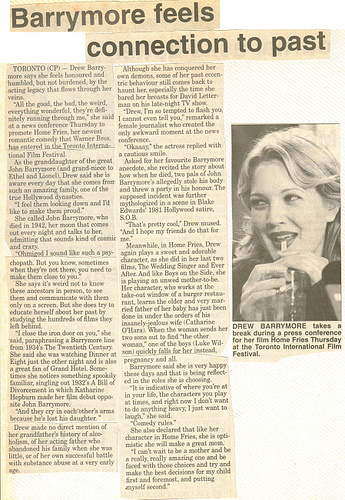 Barrymore feels
connection to past
TORONTO (CP) — Drew Barry-
more says she feels honoured and
humbled, but not burdened, by the
acting legacy that flows through her
veins.
"All the good, the bad, the weird,
everything wonderful, they're defi-
nitely running through me," she said
at a news conference Thursday to
promote Home Fries, her newest
romantic comedy that Warner Bros.
has entered in the Toronto Interna-
tional Film Festival.
As the granddaughter of the great
John Barrymore (and grand-niece to
Ethel and Lionel), Drew said she is
aware every day that she comes from
such an amazing family, one of the
true Hollywood dynasties.
"I feel them looking down and I'd
like to make them proud."
She called John Barrymore, who
died in 1942, her moon that comes
out every night and talks to her,
admitting that sounds kind of cosmic
and crazy.
"Ohmigod I sound like such a psy-
chopath. But you know, sometimes
when they're not there, you need to
make them close to you."
She says it's weird not to knew
these ancestors in person, to see
them and communicate with them
only on a screen. But she does try to
educate herself about her past by
studying the hundreds of films they
left behind.
"I close the iron door on you," she
said, paraphrasing a Barrymore line
from 1934's The Twentieth Century.
She said she was watching Dinner at
Eight just the other night and is also
a great fan of Grand Hotel. Some-
times she notices something spookily
familiar, singling out 1932's A Bill of
Divorcement in which Katharine
Hepburn made her film debut oppo-
site John Barrymore.
"And they cry in each other's arms
because he's lost his daughter."
Drew made no direct mention of
her grandfather's history of alco-
holism, of her acting father who
abandoned his family when she was
little, or of her own successful battle
with substance abuse at a very early
age.
Although she has conquered her
own demons, some of her past eccen-
tric behaviour still comes back to
haunt her, especially the time she
bared her breasts for David Letter-
man on his late-night TV show.
"Drew, I'm so tempted to flash you,
I cannot even tell you," remarked a
female journalist who created the
only awkward moment at the news
conference.
"Okaaay," the actress replied with
a cautious smile.
Asked for her favourite Barrymore
anecdote, she recited the story about
how when he died, two pals of John
Barrymore's allegedly stole his body
and threw a party in his honour. The
supposed incident was further
mythologized in a scene in Blake
Edwards' 1981 Hollywood satire,
S.O.B.
"That's pretty cool," Drew mused.
"And I hope my friends do that for
me."
Meanwhile, in Home Fries, Drew
again plays a sweet and adorable
character, as she did in her last two
films, The Wedding Singer and Ever
After. And like Boys on the Side, she
is playing an unwed mother-to-be.
Her character, who works at the
take-out window of a burger restau-
rant, learns the older and very mar-
ried father of her baby has just been
done in under the orders of his
insanely-jealous wife (Catherine
O'Hara). When the woman sends her
two sons out to find "the other
woman," one of the boys (Luke Wil-
son) quickly falls for her instead,
pregnancy and all.
Barrymore said she is very happy
these days and that is being reflect-
ed in the roles she is choosing.
"It is indicative of where you're at
in your life, the characters you play
at times, and right now I don't want
to do anything heavy, I just want to
laugh," she said.
"Comedy rules."
She also declared that like her
character in Home Fries, she is opti-
mistic she will make a great mom.
"I can't wait to be a mother and be
a really, really amazing one and be
faced with those choices and try and
make the best decisions for my child
first and foremost, and putting
myself second."
DREW BARRYMORE takes a
break during a press conference
for her film Home Fries Thursday
at the Toronto International Film
Festival.